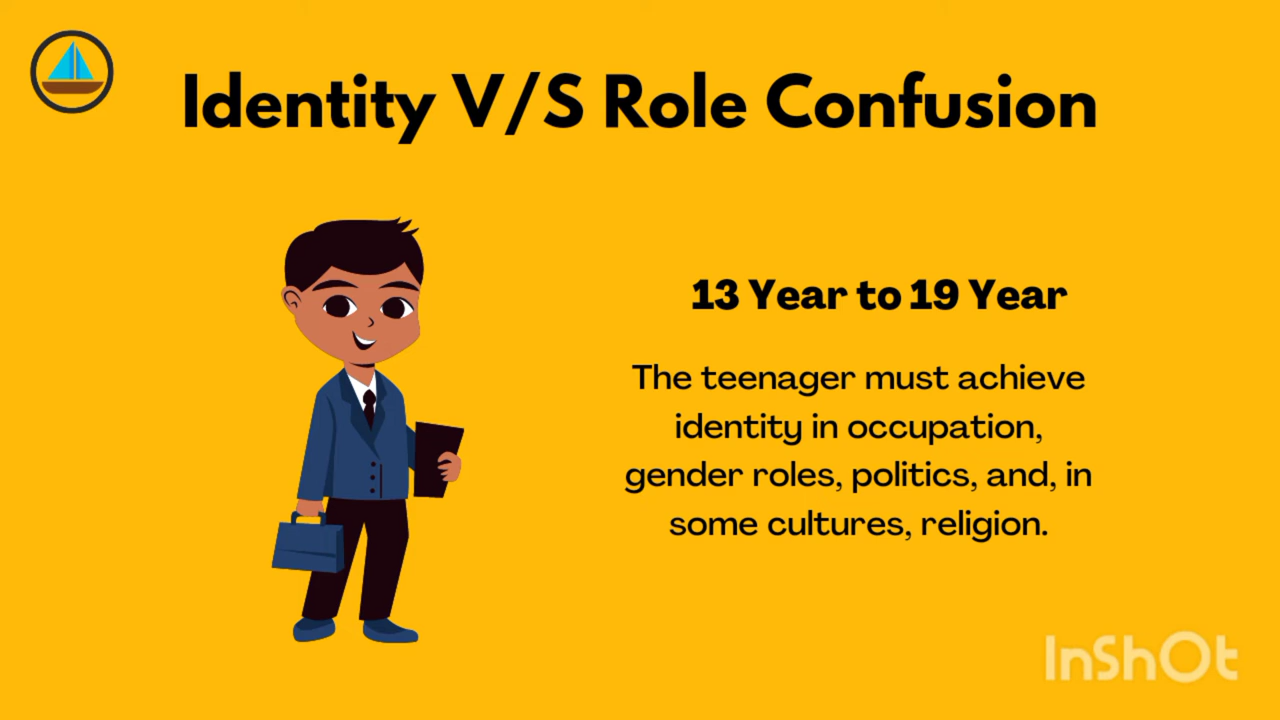 Identity V/S Role Confusion
13 Year to 19 Year
The teenager must achieve
identity in occupation,
gender roles, politics, and, in
some cultures, religion.
InShOt